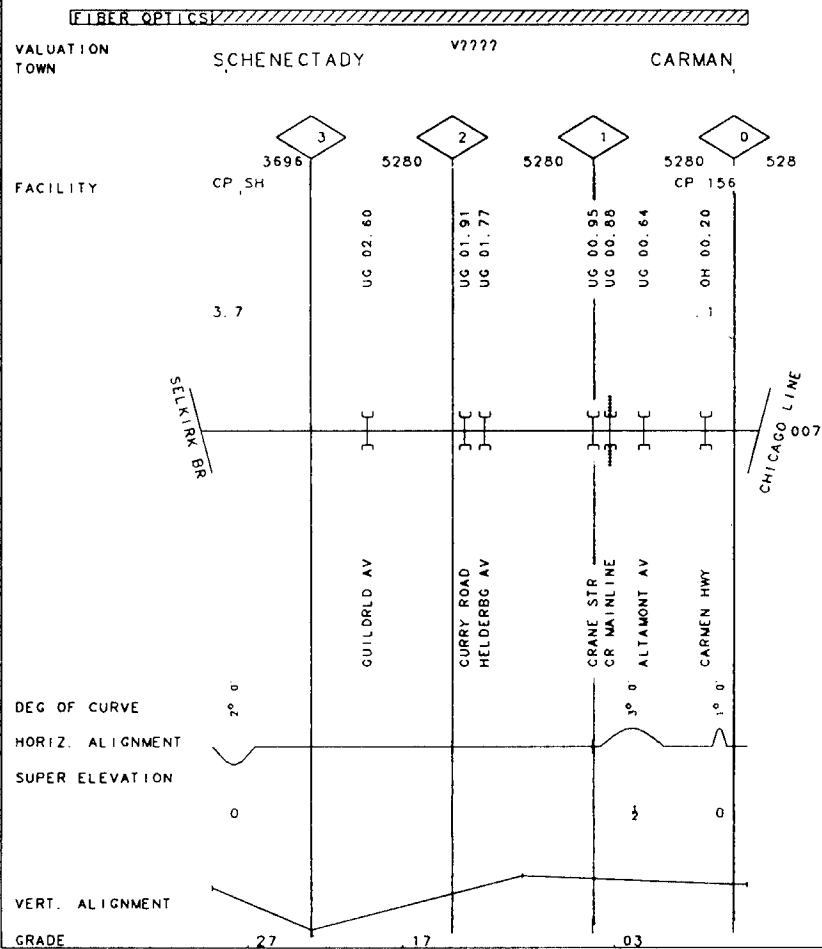 FIBER OPTICS
VALUATION
TOWN
V????
SCHENECTADY
CARMAN
3
2
1
0
3696
5280
5280
5280
528
FACILITY
CP SH
CP 156
UG 02.60
UG 01.91
UG 01.77
UG 00.95
UG 00.88
UG 00.64
OH 00.20
3.7
.1
SELKIRK BR
CHICAGO LINE
007
GUILDRLD AV
CURRY ROAD
HELDERBG AV
CRANE STR
CR MAINLINE
ALTAMONT AV
CARMEN HWY
DEG OF CURVE
2° 0'
3° 0'
1° 0'
HORIZ. ALIGNMENT
SUPER ELEVATION
0
½
0
VERT. ALIGNMENT
GRADE
.27
.17
.03